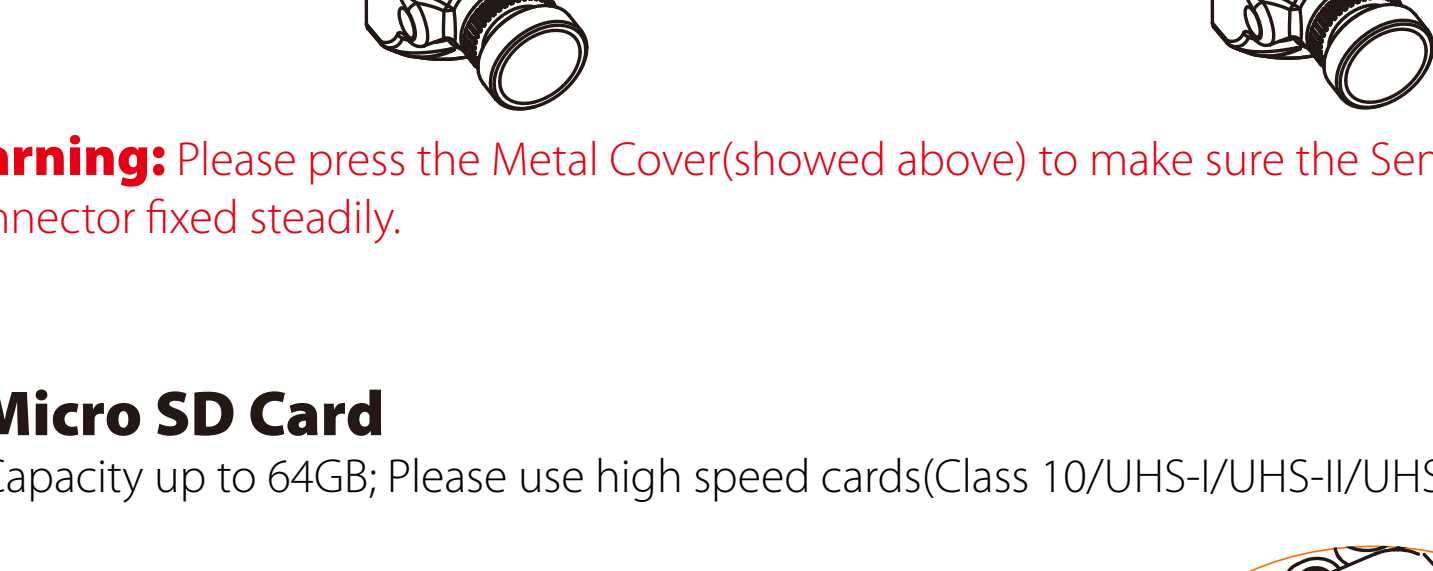 arning: Please press the Metal Cover(showed above) to make sure the Sen
nnector fixed steadily.
Micro SD Card
Capacity up to 64GB; Please use high speed cards(Class 10/UHS-I/UHS-II/UHS